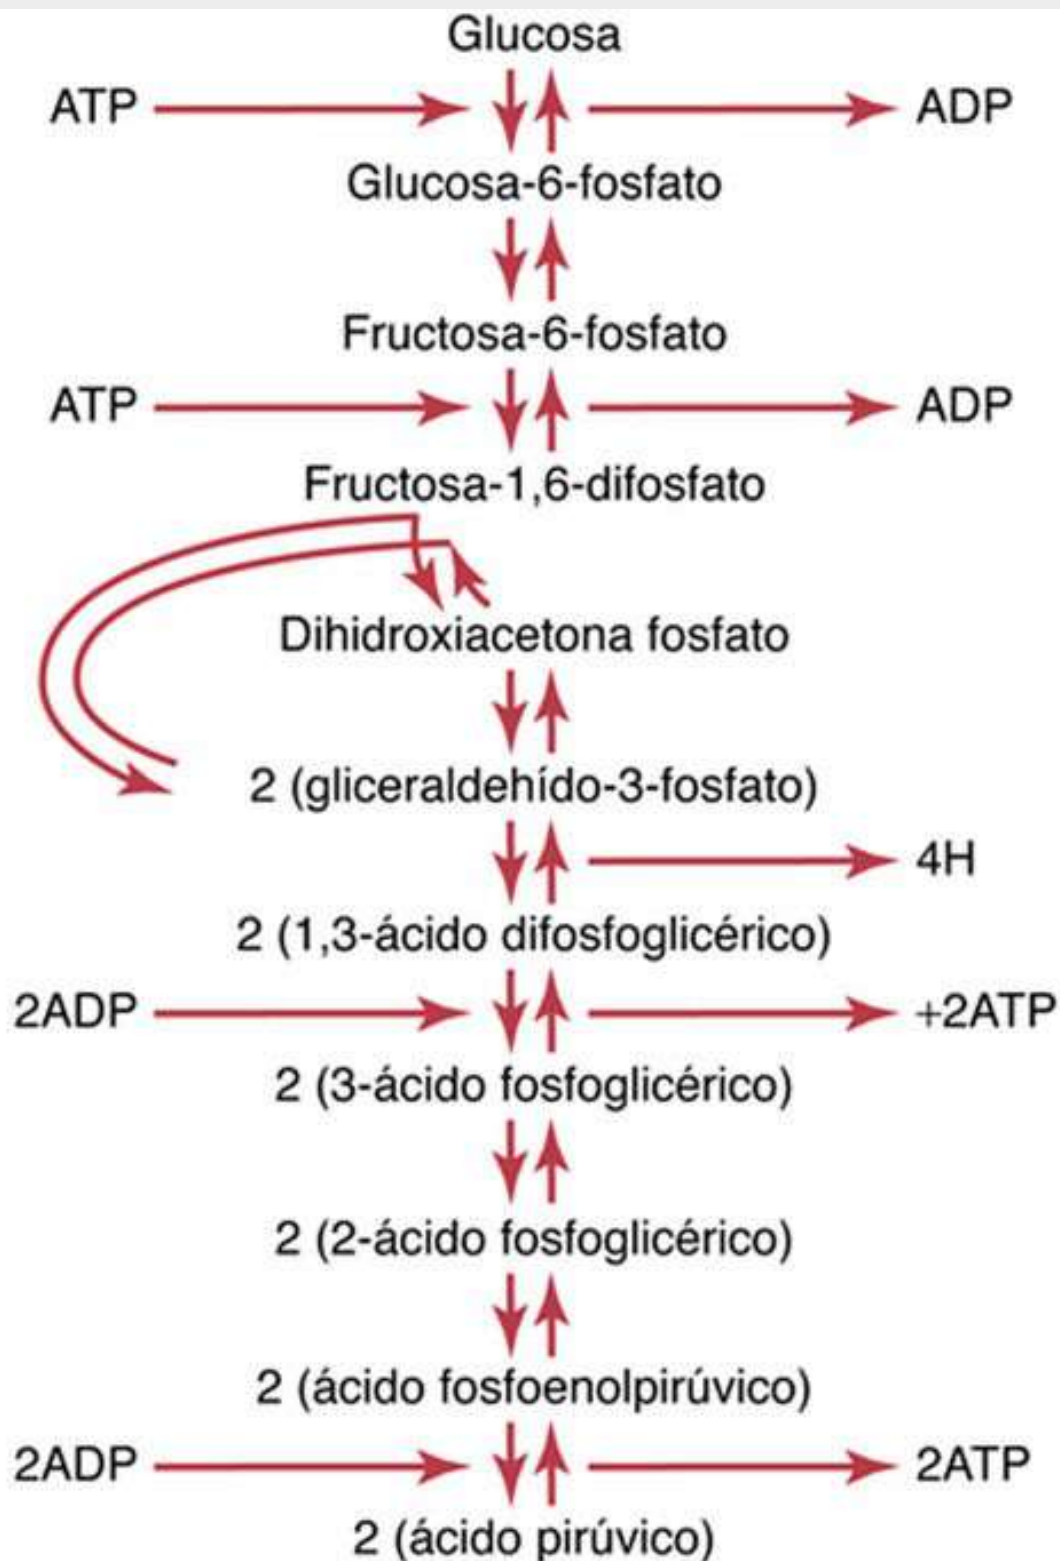 Glucosa
ATP ADP
Glucosa-6-fosfato
Fructosa-6-fosfato
ATP ADP
Fructosa-1,6-difosfato
Dihidroxiacetona fosfato
2 (gliceraldehído-3-fosfato)
4H
2 (1,3-ácido difosfoglicérico)
2ADP +2ATP
2 (3-ácido fosfoglicérico)
2 (2-ácido fosfoglicérico)
2 (ácido fosfoenolpirúvico)
2ADP 2ATP
2 (ácido pirúvico)